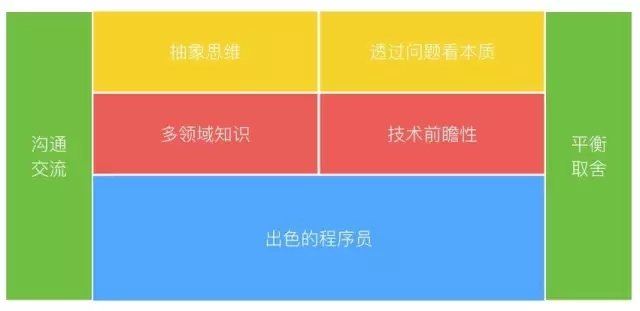 抽象思维
透过问题看本质
沟通
交流
多领域知识
技术前瞻性
平衡
取舍
出色的程序员